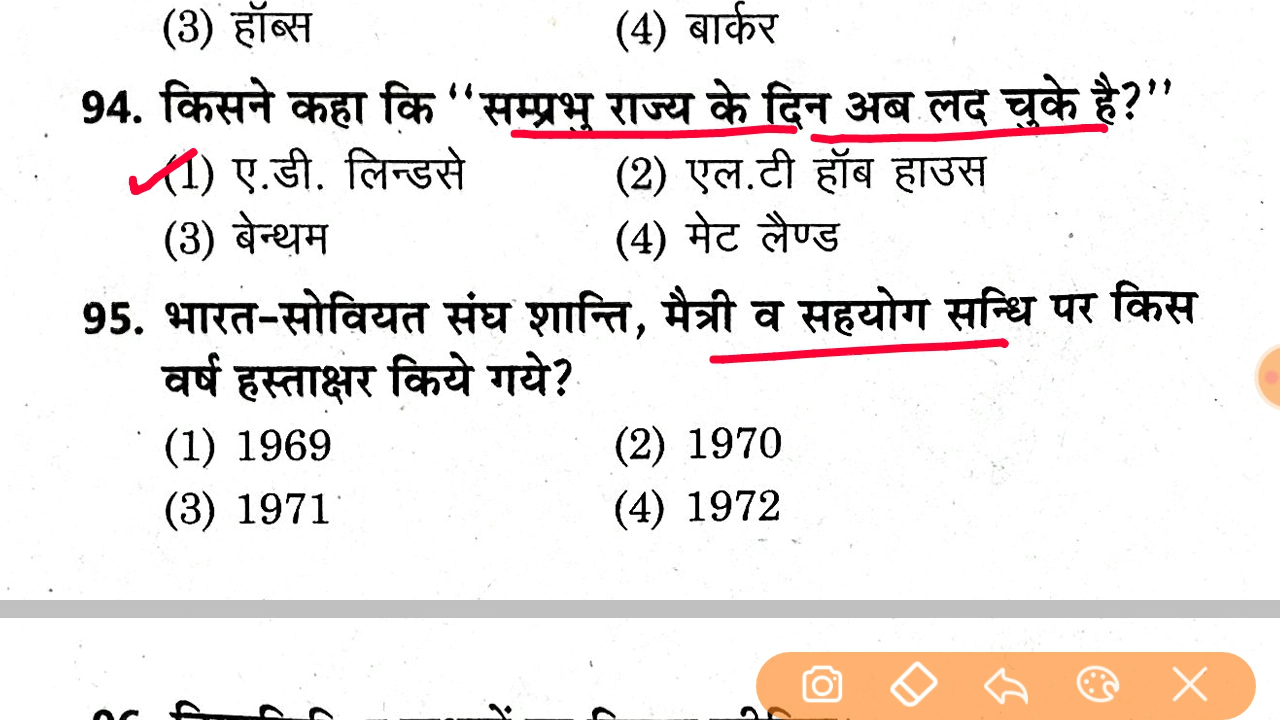 (3) हॉब्स (4) बार्कर
94. किसने कहा कि ‘‘सम्प्रभु राज्य के दिन अब लद चुके है?’’
(1) ए.डी. लिन्डसे (2) एल.टी हॉब हाउस
(3) बेन्थम (4) मेट लैण्ड
95. भारत-सोवियत संघ शान्ति, मैत्री व सहयोग सन्धि पर किस
वर्ष हस्ताक्षर किये गये?
(1) 1969 (2) 1970
(3) 1971 (4) 1972